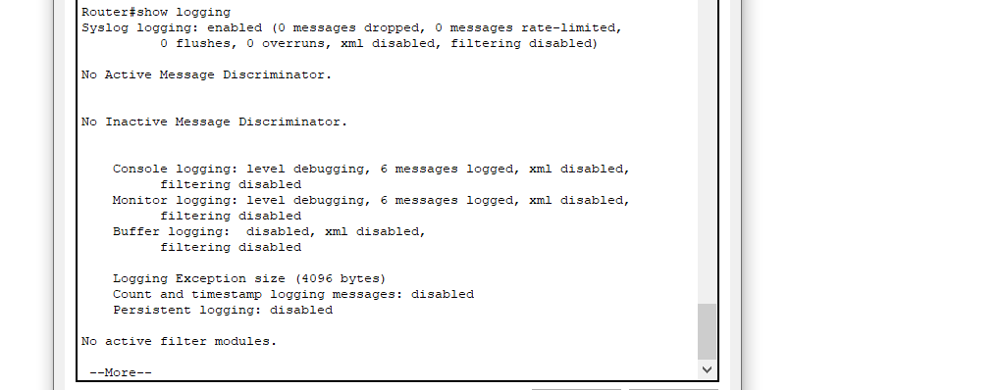 Router#show logging
Syslog logging: enabled (0 messages dropped, 0 messages rate-limited,
          0 flushes, 0 overruns, xml disabled, filtering disabled)
No Active Message Discriminator.
No Inactive Message Discriminator.
    Console logging: level debugging, 6 messages logged, xml disabled,
          filtering disabled
    Monitor logging: level debugging, 6 messages logged, xml disabled,
          filtering disabled
    Buffer logging:  disabled, xml disabled,
          filtering disabled
    Logging Exception size (4096 bytes)
    Count and timestamp logging messages: disabled
    Persistent logging: disabled
No active filter modules.
 --More--